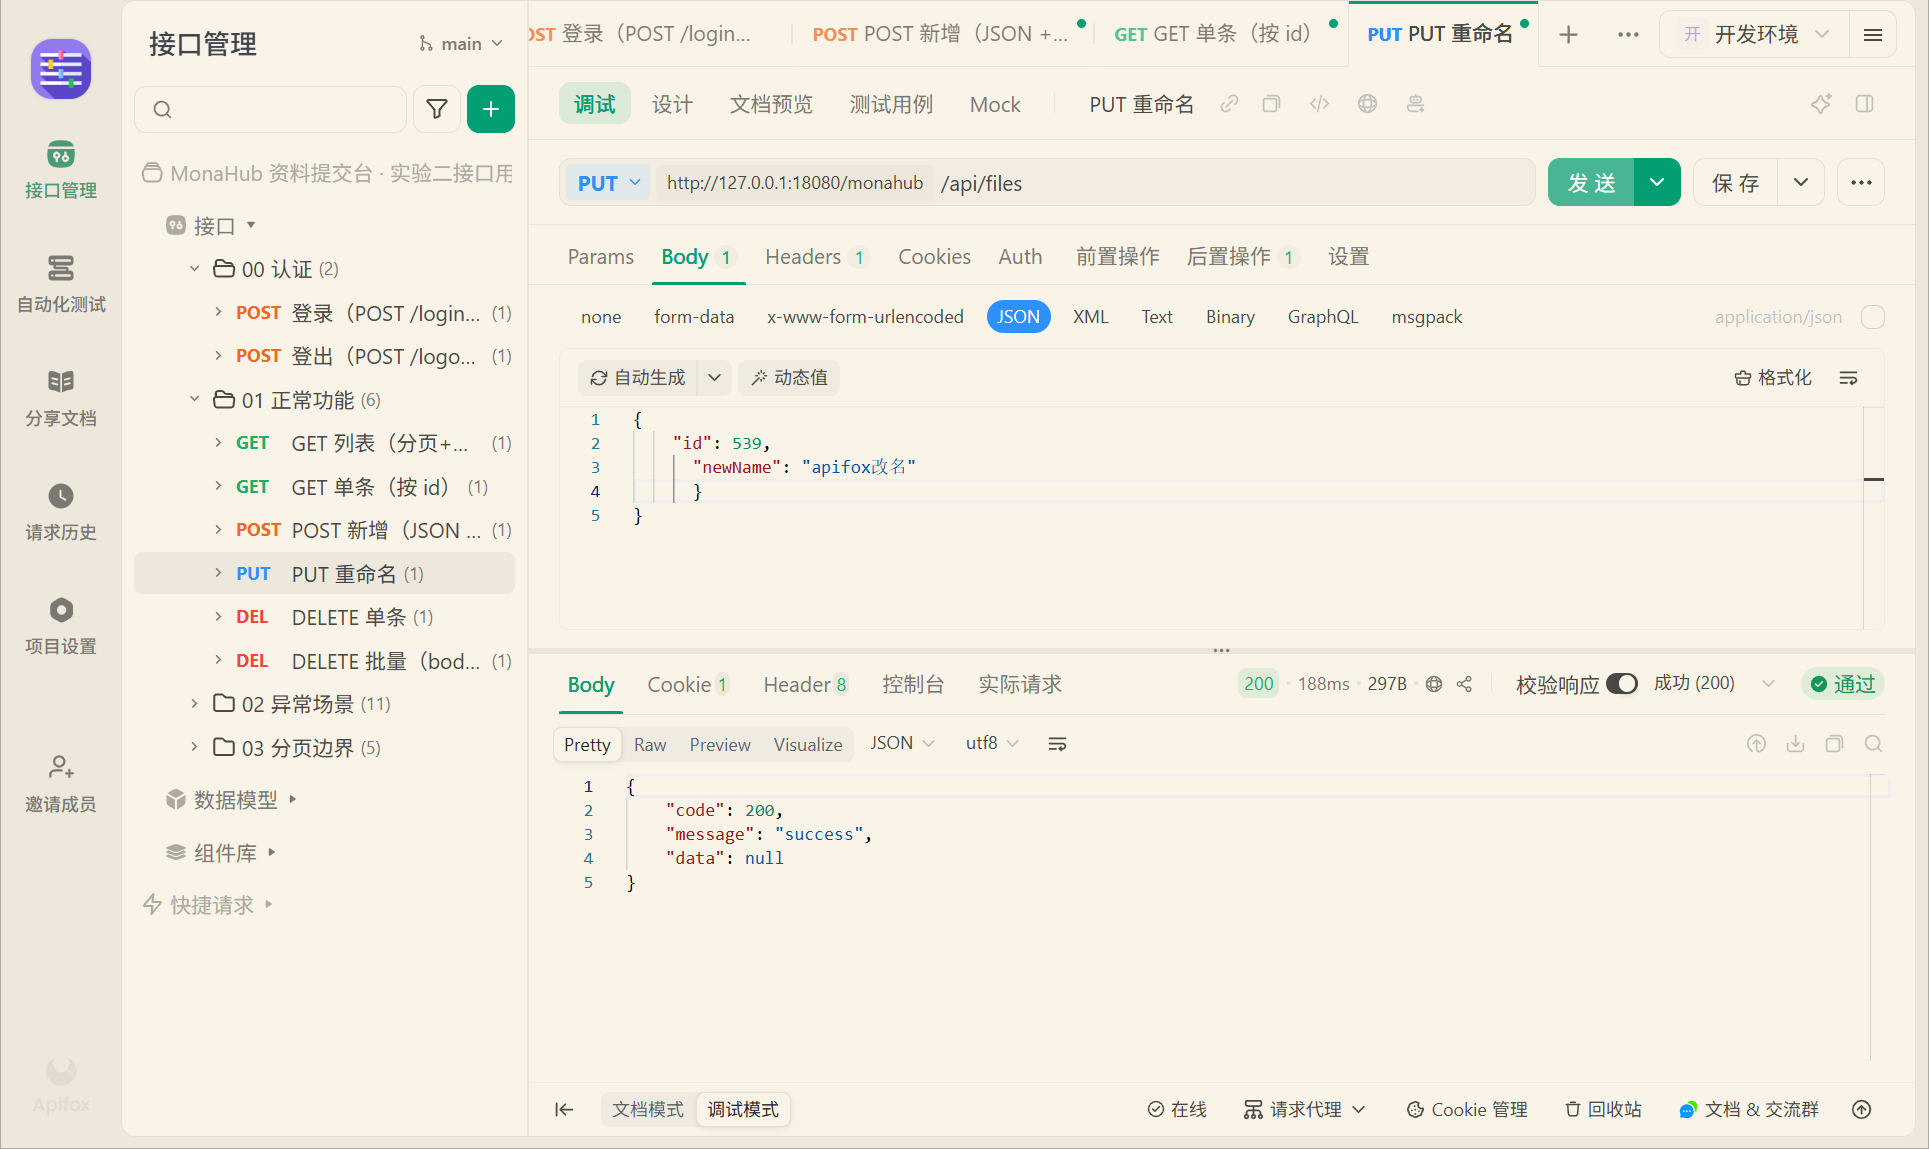 接口管理
自动化测试
分享文档
请求历史
项目设置
邀请成员
Apifox
接口管理
main
MonaHub 资料提交台 · 实验二接口用
接口
00 认证 (2)
POST 登录（POST /login... (1)
POST 登出（POST /logo... (1)
01 正常功能 (6)
GET GET 列表（分页+... (1)
GET GET 单条（按 id） (1)
POST POST 新增（JSON ... (1)
PUT PUT 重命名 (1)
DEL DELETE 单条 (1)
DEL DELETE 批量（bod... (1)
02 异常场景 (11)
03 分页边界 (5)
数据模型
组件库
快捷请求
OST 登录（POST /login...
POST POST 新增（JSON +...
GET GET 单条（按 id）
PUT PUT 重命名
开 开发环境
调试 设计 文档预览 测试用例 Mock PUT 重命名
PUT http://127.0.0.1:18080/monahub /api/files
发 送
保 存
Params Body 1 Headers 1 Cookies Auth 前置操作 后置操作 1 设置
none form-data x-www-form-urlencoded JSON XML Text Binary GraphQL msgpack application/json
自动生成 动态值 格式化
1 {
2 "id": 539,
3 "newName": "apifox改名"
4 }
5 }
Body Cookie 1 Header 8 控制台 实际请求
200 · 188ms · 297B 校验响应 成功 (200) 通过
Pretty Raw Preview Visualize JSON utf8
1 {
2 "code": 200,
3 "message": "success",
4 "data": null
5 }
文档模式 调试模式
在线 请求代理 Cookie 管理 回收站 文档 & 交流群